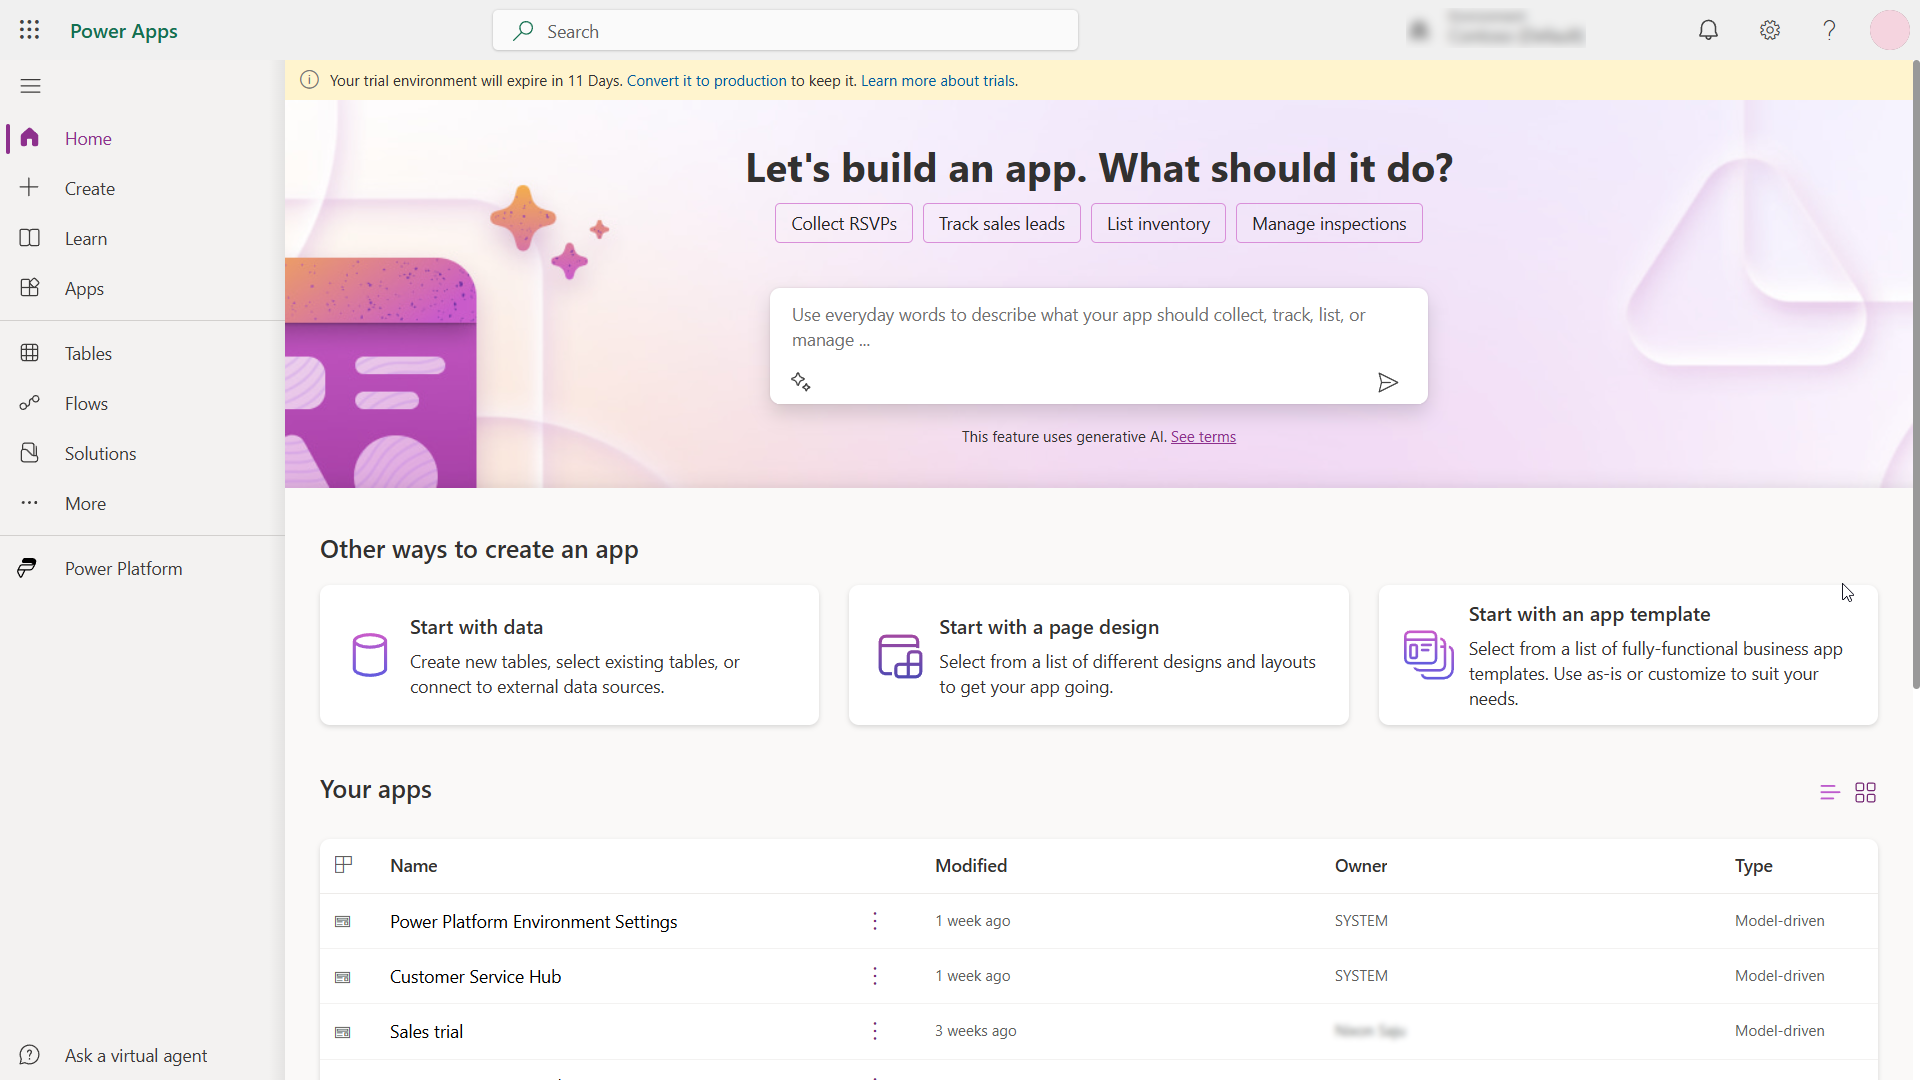 Power Apps
Search
Your trial environment will expire in 11 Days. Convert it to production to keep it. Learn more about trials.
Home
Create
Learn
Apps
Tables
Flows
Solutions
More
Power Platform
Ask a virtual agent
Let's build an app. What should it do?
Collect RSVPs
Track sales leads
List inventory
Manage inspections
Use everyday words to describe what your app should collect, track, list, or
manage ...
This feature uses generative AI. See terms
Other ways to create an app
Start with data
Create new tables, select existing tables, or
connect to external data sources.
Start with a page design
Select from a list of different designs and layouts
to get your app going.
Start with an app template
Select from a list of fully-functional business app
templates. Use as-is or customize to suit your
needs.
Your apps
Name Modified Owner Type
Power Platform Environment Settings 1 week ago SYSTEM Model-driven
Customer Service Hub 1 week ago SYSTEM Model-driven
Sales trial 3 weeks ago Model-driven